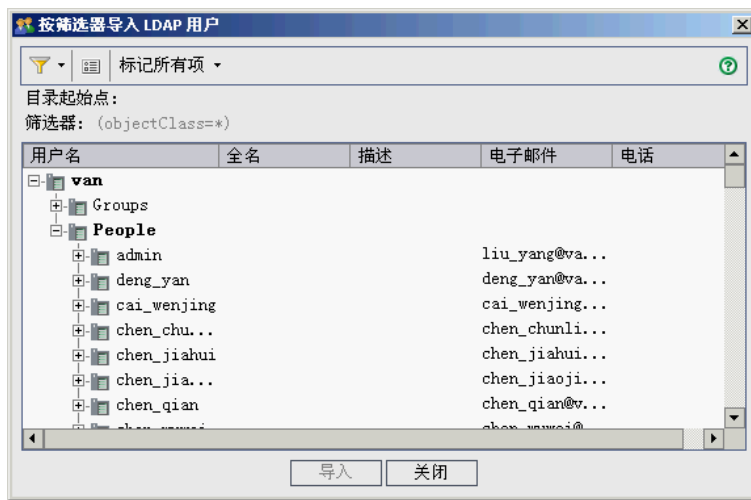 按筛选器导入 LDAP 用户
标记所有项
目录起始点：
筛选器：(objectClass=*)
用户名 全名 描述 电子邮件 电话
van
Groups
People
admin liu_yang@va...
deng_yan deng_yan@va...
cai_wenjing cai_wenjing...
chen_chu... chen_chunli...
chen_jiahui chen_jiahui...
chen_jia... chen_jiaoji...
chen_qian chen_qian@v...
导入 关闭